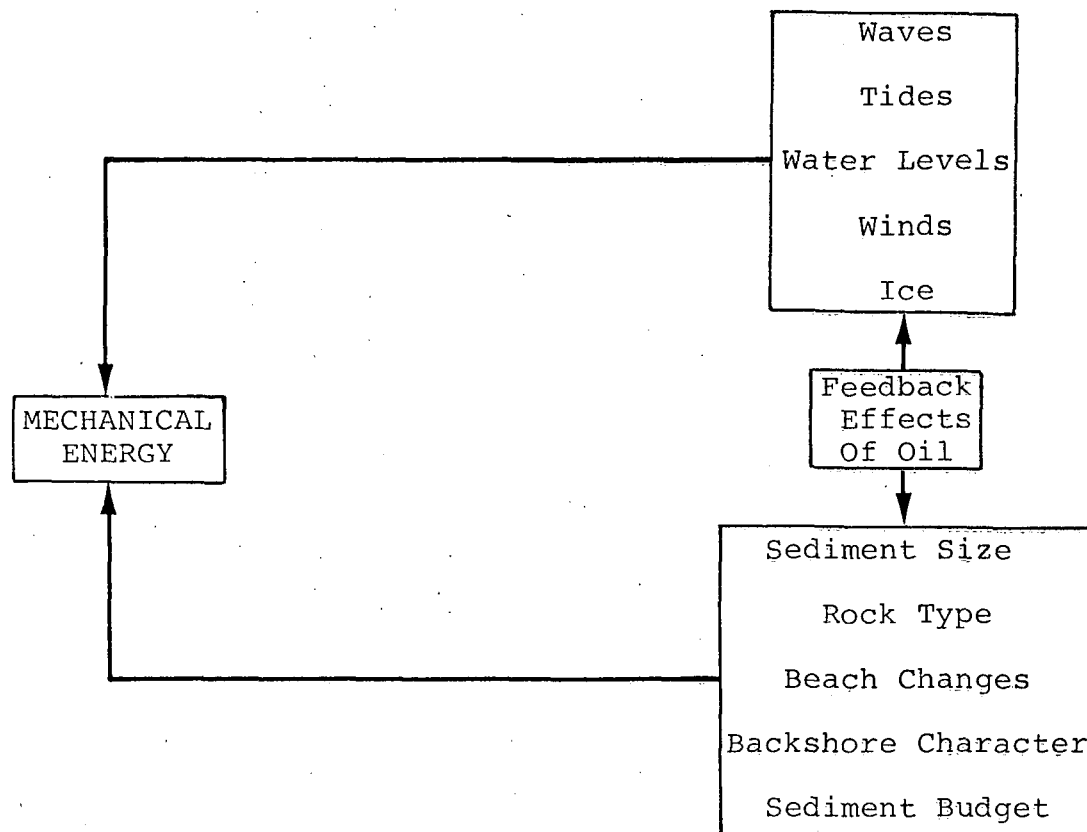 Waves
Tides
Water Levels
Winds
Ice
MECHANICAL
ENERGY
Feedback
Effects
Of Oil
Sediment Size
Rock Type
Beach Changes
Backshore Character
Sediment Budget